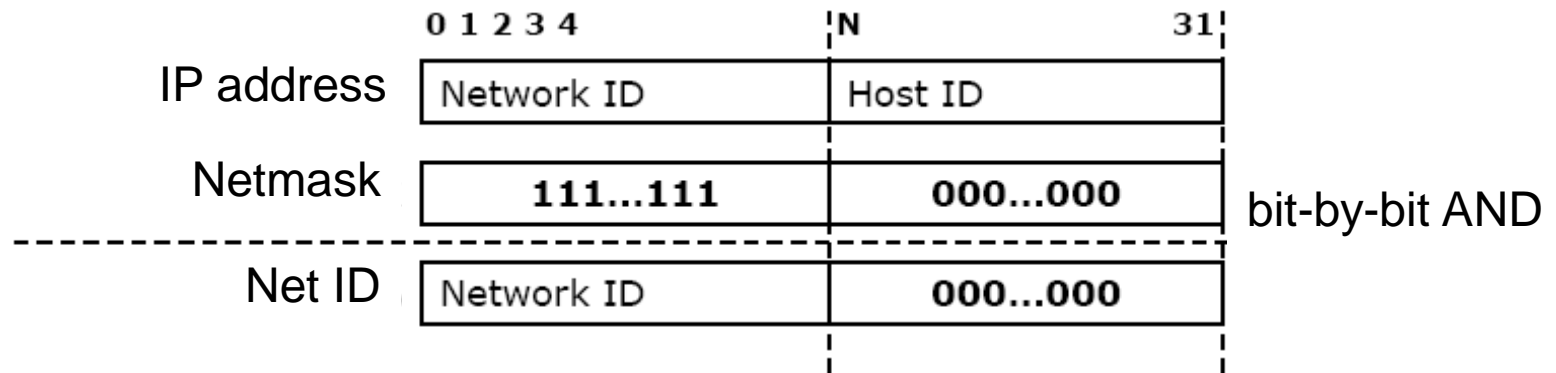 0 1 2 3 4 N 31
IP address Network ID Host ID
Netmask 111...111 000...000
bit-by-bit AND
Net ID Network ID 000...000